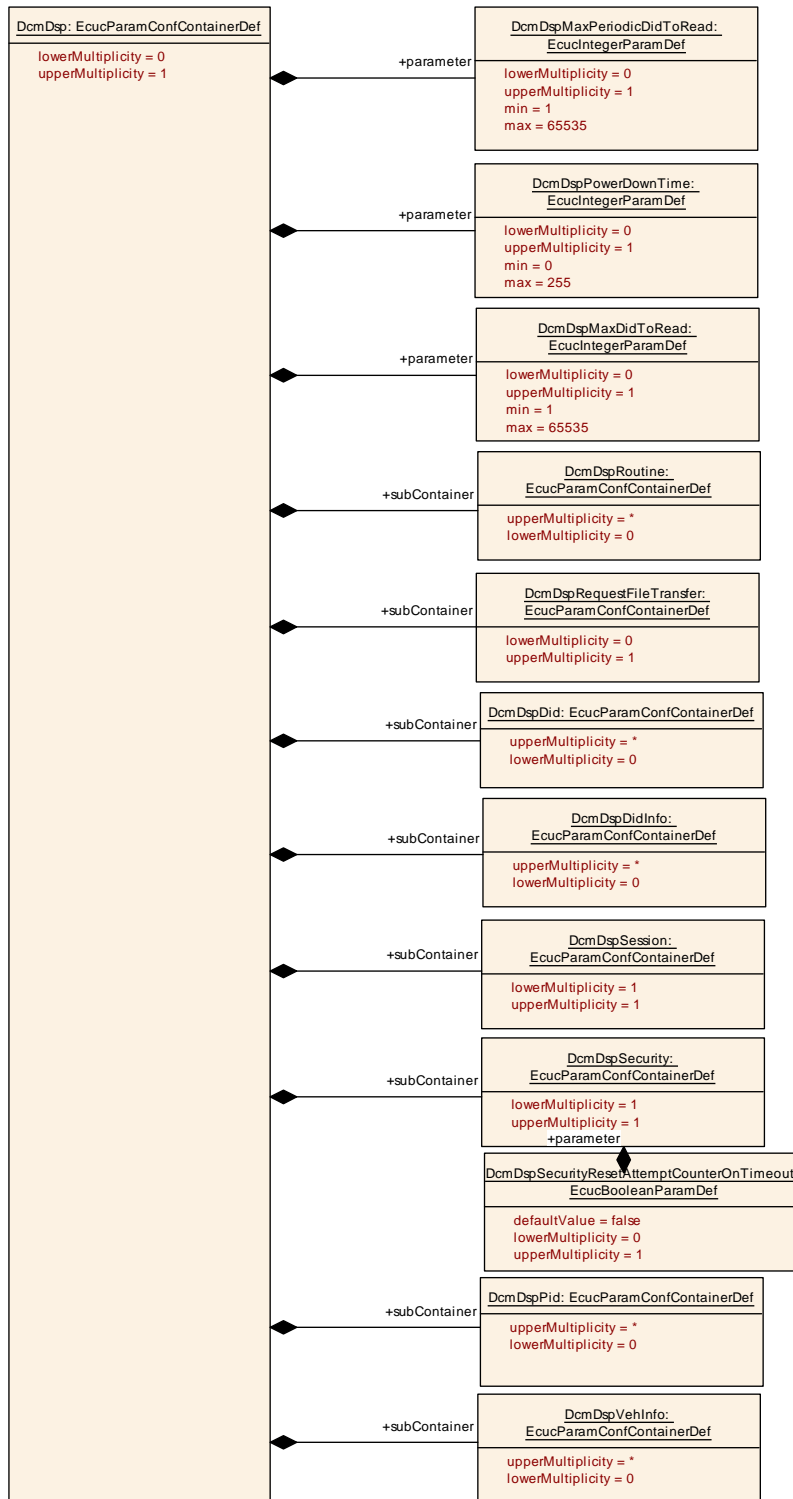 DcmDsp: EcucParamConfContainerDef
lowerMultiplicity = 0
upperMultiplicity = 1
+parameter
DcmDspMaxPeriodicDidToRead:
EcucIntegerParamDef
lowerMultiplicity = 0
upperMultiplicity = 1
min = 1
max = 65535
+parameter
DcmDspPowerDownTime:
EcucIntegerParamDef
lowerMultiplicity = 0
upperMultiplicity = 1
min = 0
max = 255
+parameter
DcmDspMaxDidToRead:
EcucIntegerParamDef
lowerMultiplicity = 0
upperMultiplicity = 1
min = 1
max = 65535
+subContainer
DcmDspRoutine:
EcucParamConfContainerDef
upperMultiplicity = *
lowerMultiplicity = 0
+subContainer
DcmDspRequestFileTransfer:
EcucParamConfContainerDef
lowerMultiplicity = 0
upperMultiplicity = 1
+subContainer
DcmDspDid: EcucParamConfContainerDef
upperMultiplicity = *
lowerMultiplicity = 0
+subContainer
DcmDspDidInfo:
EcucParamConfContainerDef
upperMultiplicity = *
lowerMultiplicity = 0
+subContainer
DcmDspSession:
EcucParamConfContainerDef
lowerMultiplicity = 1
upperMultiplicity = 1
+subContainer
DcmDspSecurity:
EcucParamConfContainerDef
lowerMultiplicity = 1
upperMultiplicity = 1
+parameter
DcmDspSecurityResetAttemptCounterOnTimeout
EcucBooleanParamDef
defaultValue = false
lowerMultiplicity = 0
upperMultiplicity = 1
+subContainer
DcmDspPid: EcucParamConfContainerDef
upperMultiplicity = *
lowerMultiplicity = 0
+subContainer
DcmDspVehInfo:
EcucParamConfContainerDef
upperMultiplicity = *
lowerMultiplicity = 0